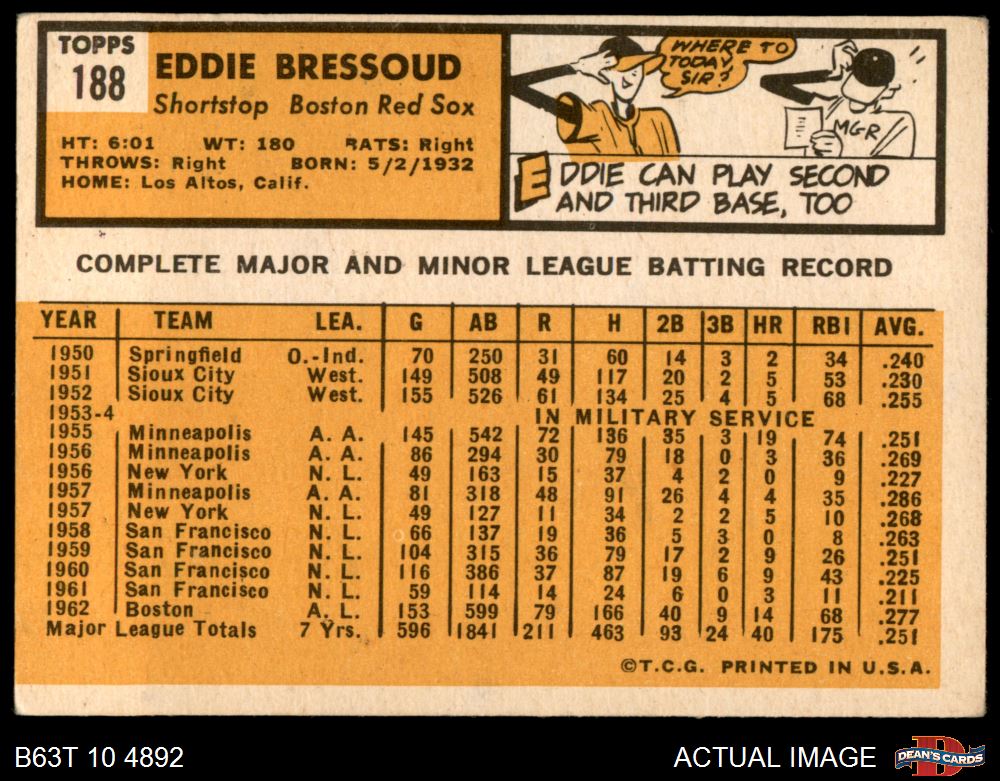 TOPPS
188
EDDIE BRESSOUD
Shortstop Boston Red Sox
HT: 6:01 WT: 180 BATS: Right
THROWS: Right BORN: 5/2/1932
HOME: Los Altos, Calif.
WHERE TO
TODAY,
SIR?
MGR
EDDIE CAN PLAY SECOND
AND THIRD BASE, TOO
COMPLETE MAJOR AND MINOR LEAGUE BATTING RECORD
YEAR TEAM LEA. G AB R H 2B 3B HR RBI AVG.
1950 Springfield O.-Ind. 70 250 31 60 14 3 2 34 .240
1951 Sioux City West. 149 508 49 117 20 2 5 53 .230
1952 Sioux City West. 155 526 61 134 25 4 5 68 .255
1953-4 IN MILITARY SERVICE
1955 Minneapolis A. A. 145 542 72 136 35 3 19 74 .251
1956 Minneapolis A. A. 86 294 30 79 18 0 3 36 .269
1956 New York N. L. 49 163 15 37 4 2 0 9 .227
1957 Minneapolis A. A. 81 318 48 91 26 4 4 35 .286
1957 New York N. L. 49 127 11 34 2 2 5 10 .268
1958 San Francisco N. L. 66 137 19 36 5 3 0 8 .263
1959 San Francisco N. L. 104 315 36 79 17 2 9 26 .251
1960 San Francisco N. L. 116 386 37 87 19 6 9 43 .225
1961 San Francisco N. L. 59 114 14 24 6 0 3 11 .211
1962 Boston A. L. 153 599 79 166 40 9 14 68 .277
Major League Totals 7 Yrs. 596 1841 211 463 93 24 40 175 .251
©T.C.G. PRINTED IN U.S.A.
B63T 10 4892
ACTUAL IMAGE
DEAN'S CARDS